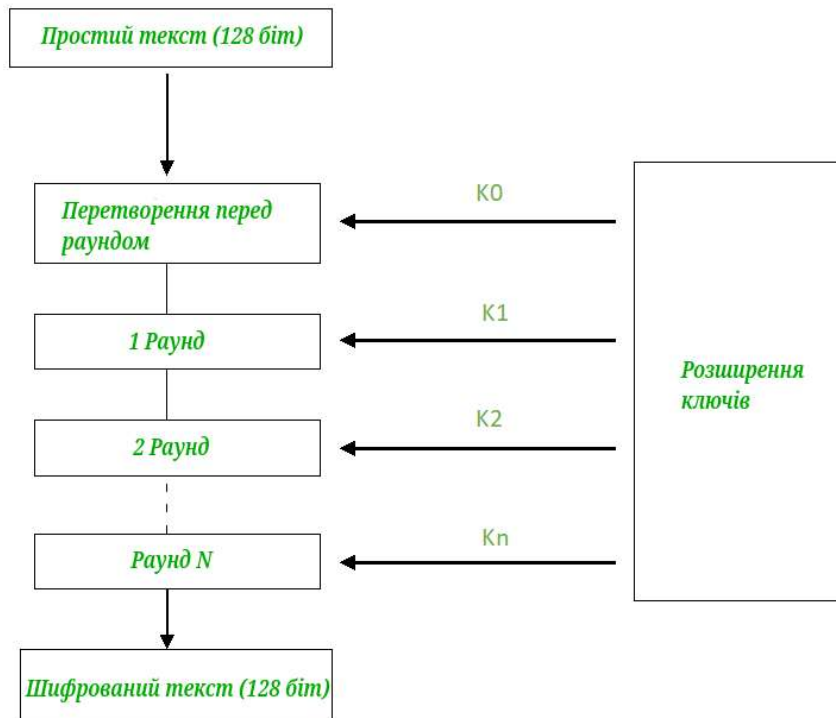 Простий текст (128 біт)
Перетворення перед
раундом
K0
1 Раунд
K1
2 Раунд
K2
Раунд N
Kn
Розширення
ключів
Шифрований текст (128 біт)